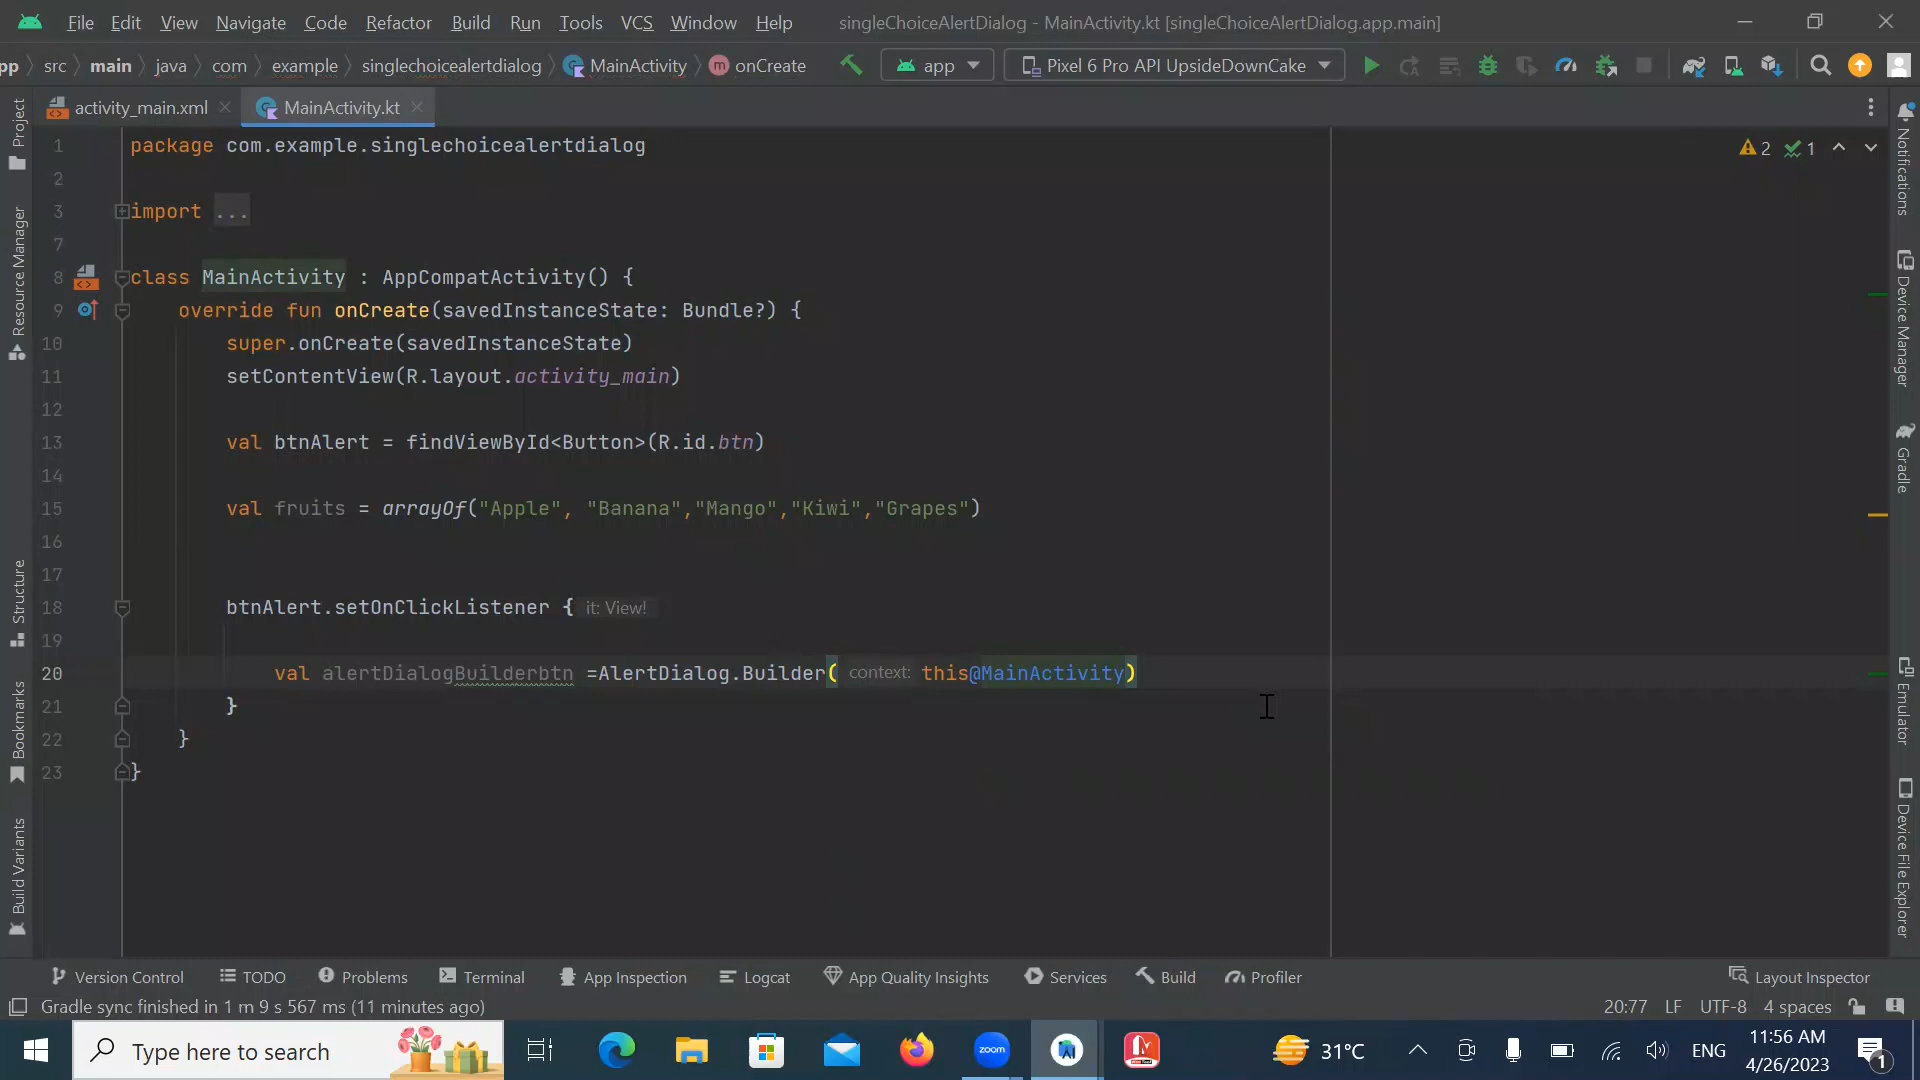 File Edit View Navigate Code Refactor Build Run Tools VCS Window Help singleChoiceAlertDialog - MainActivity.kt [singleChoiceAlertDialog.app.main]
pp src main java com example singlechoicealertdialog MainActivity onCreate app Pixel 6 Pro API UpsideDownCake
activity_main.xml MainActivity.kt
1 package com.example.singlechoicealertdialog
2
3 import ...
7
8 class MainActivity : AppCompatActivity() {
9 override fun onCreate(savedInstanceState: Bundle?) {
10 super.onCreate(savedInstanceState)
11 setContentView(R.layout.activity_main)
12
13 val btnAlert = findViewById<Button>(R.id.btn)
14
15 val fruits = arrayOf("Apple", "Banana","Mango","Kiwi","Grapes")
16
17
18 btnAlert.setOnClickListener { it: View!
19
20 val alertDialogBuilderbtn =AlertDialog.Builder( context: this@MainActivity)
21 }
22 }
23 }
2 1
Project
Resource Manager
Structure
Bookmarks
Build Variants
Notifications
Device Manager
Gradle
Emulator
Device File Explorer
Version Control TODO Problems Terminal App Inspection Logcat App Quality Insights Services Build Profiler Layout Inspector
Gradle sync finished in 1 m 9 s 567 ms (11 minutes ago) 20:77 LF UTF-8 4 spaces
Type here to search zoom 31°C ENG 11:56 AM
4/26/2023 1